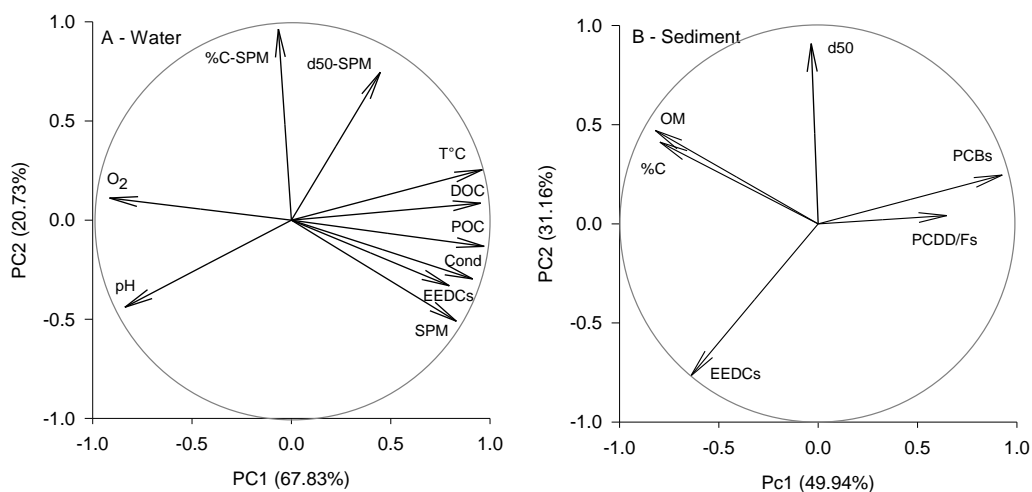 A - Water
1.0
0.5
0.0
-0.5
-1.0
PC2 (20.73%)
%C-SPM
d50-SPM
T°C
DOC
POC
Cond
EEDCs
SPM
O2
pH
-1.0 -0.5 0.0 0.5 1.0
PC1 (67.83%)
B - Sediment
1.0
0.5
0.0
-0.5
-1.0
PC2 (31.16%)
d50
OM
%C
PCBs
PCDD/Fs
EEDCs
-1.0 -0.5 0.0 0.5 1.0
Pc1 (49.94%)